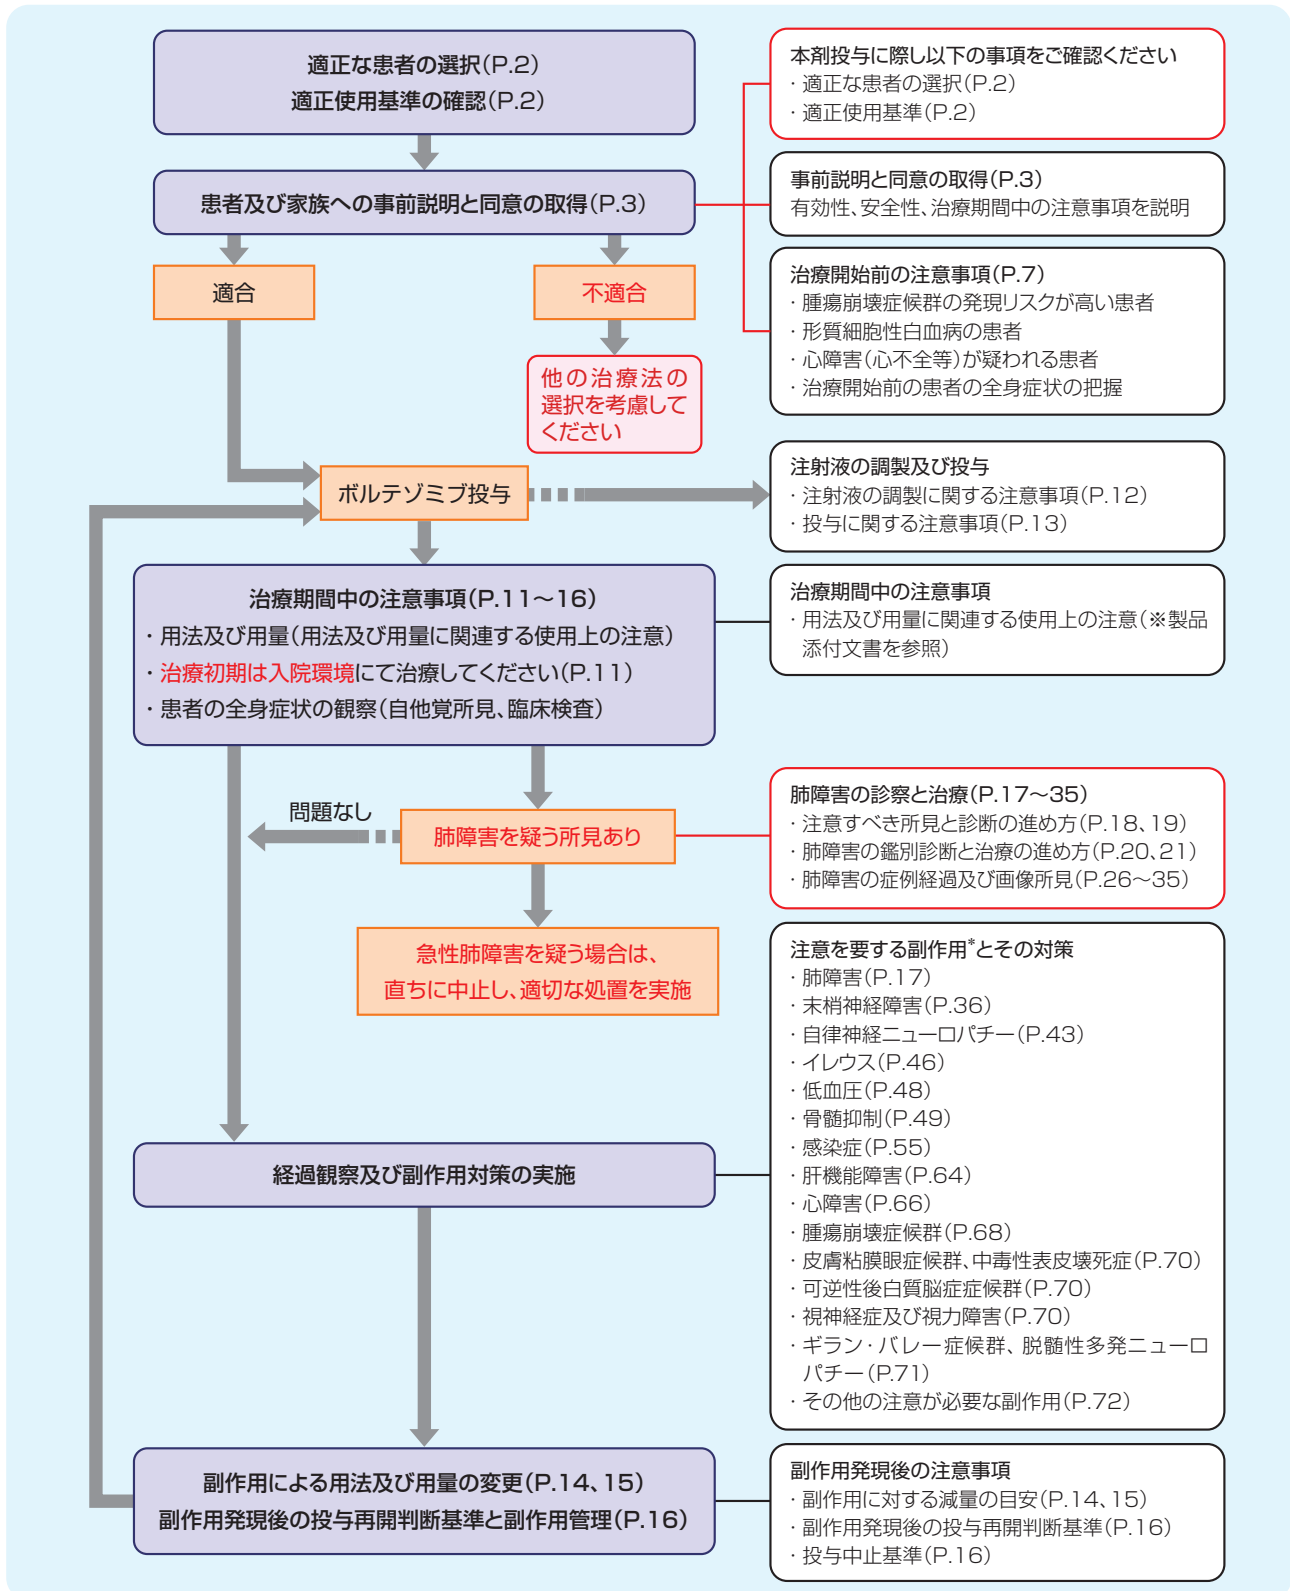 適正な患者の選択(P.2)
適正使用基準の確認(P.2)
患者及び家族への事前説明と同意の取得(P.3)
適合
不適合
他の治療法の
選択を考慮して
ください
本剤投与に際し以下の事項をご確認ください
・適正な患者の選択(P.2)
・適正使用基準(P.2)
事前説明と同意の取得(P.3)
有効性、安全性、治療期間中の注意事項を説明
治療開始前の注意事項(P.7)
・腫瘍崩壊症候群の発現リスクが高い患者
・形質細胞性白血病の患者
・心障害(心不全等)が疑われる患者
・治療開始前の患者の全身症状の把握
ボルテゾミブ投与
注射液の調製及び投与
・注射液の調製に関する注意事項(P.12)
・投与に関する注意事項(P.13)
治療期間中の注意事項(P.11～16)
・用法及び用量(用法及び用量に関連する使用上の注意)
・治療初期は入院環境にて治療してください(P.11)
・患者の全身症状の観察(自他覚所見、臨床検査)
治療期間中の注意事項
・用法及び用量に関連する使用上の注意(※製品
添付文書を参照)
問題なし
肺障害を疑う所見あり
急性肺障害を疑う場合は、
直ちに中止し、適切な処置を実施
肺障害の診察と治療(P.17～35)
・注意すべき所見と診断の進め方(P.18、19)
・肺障害の鑑別診断と治療の進め方(P.20、21)
・肺障害の症例経過及び画像所見(P.26～35)
経過観察及び副作用対策の実施
注意を要する副作用*とその対策
・肺障害(P.17)
・末梢神経障害(P.36)
・自律神経ニューロパチー(P.43)
・イレウス(P.46)
・低血圧(P.48)
・骨髄抑制(P.49)
・感染症(P.55)
・肝機能障害(P.64)
・心障害(P.66)
・腫瘍崩壊症候群(P.68)
・皮膚粘膜眼症候群、中毒性表皮壊死症(P.70)
・可逆性後白質脳症症候群(P.70)
・視神経症及び視力障害(P.70)
・ギラン・バレー症候群、脱髄性多発ニューロ
パチー(P.71)
・その他の注意が必要な副作用(P.72)
副作用による用法及び用量の変更(P.14、15)
副作用発現後の投与再開判断基準と副作用管理(P.16)
副作用発現後の注意事項
・副作用に対する減量の目安(P.14、15)
・副作用発現後の投与再開判断基準(P.16)
・投与中止基準(P.16)